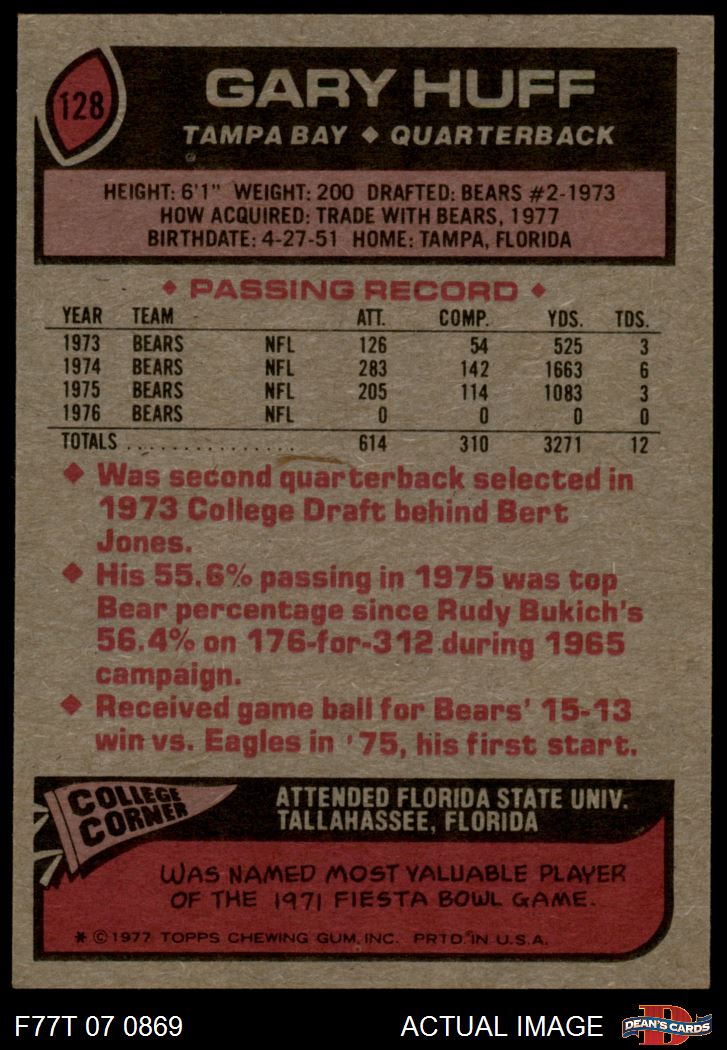 128
GARY HUFF
TAMPA BAY ◆ QUARTERBACK
HEIGHT: 6'1" WEIGHT: 200 DRAFTED: BEARS #2-1973
HOW ACQUIRED: TRADE WITH BEARS, 1977
BIRTHDATE: 4-27-51 HOME: TAMPA, FLORIDA
◆ PASSING RECORD ◆
YEAR TEAM ATT. COMP. YDS. TDS.
1973 BEARS NFL 126 54 525 3
1974 BEARS NFL 283 142 1663 6
1975 BEARS NFL 205 114 1083 3
1976 BEARS NFL 0 0 0 0
TOTALS ................ 614 310 3271 12
◆ Was second quarterback selected in
1973 College Draft behind Bert
Jones.
◆ His 55.6% passing in 1975 was top
Bear percentage since Rudy Bukich's
56.4% on 176-for-312 during 1965
campaign.
◆ Received game ball for Bears' 15-13
win vs. Eagles in '75, his first start.
COLLEGE
CORNER
ATTENDED FLORIDA STATE UNIV.
TALLAHASSEE, FLORIDA
WAS NAMED MOST VALUABLE PLAYER
OF THE 1971 FIESTA BOWL GAME.
* © 1977 TOPPS CHEWING GUM, INC. PRTD. IN U.S.A.
F77T 07 0869 ACTUAL IMAGE
D
DEAN'S CARDS